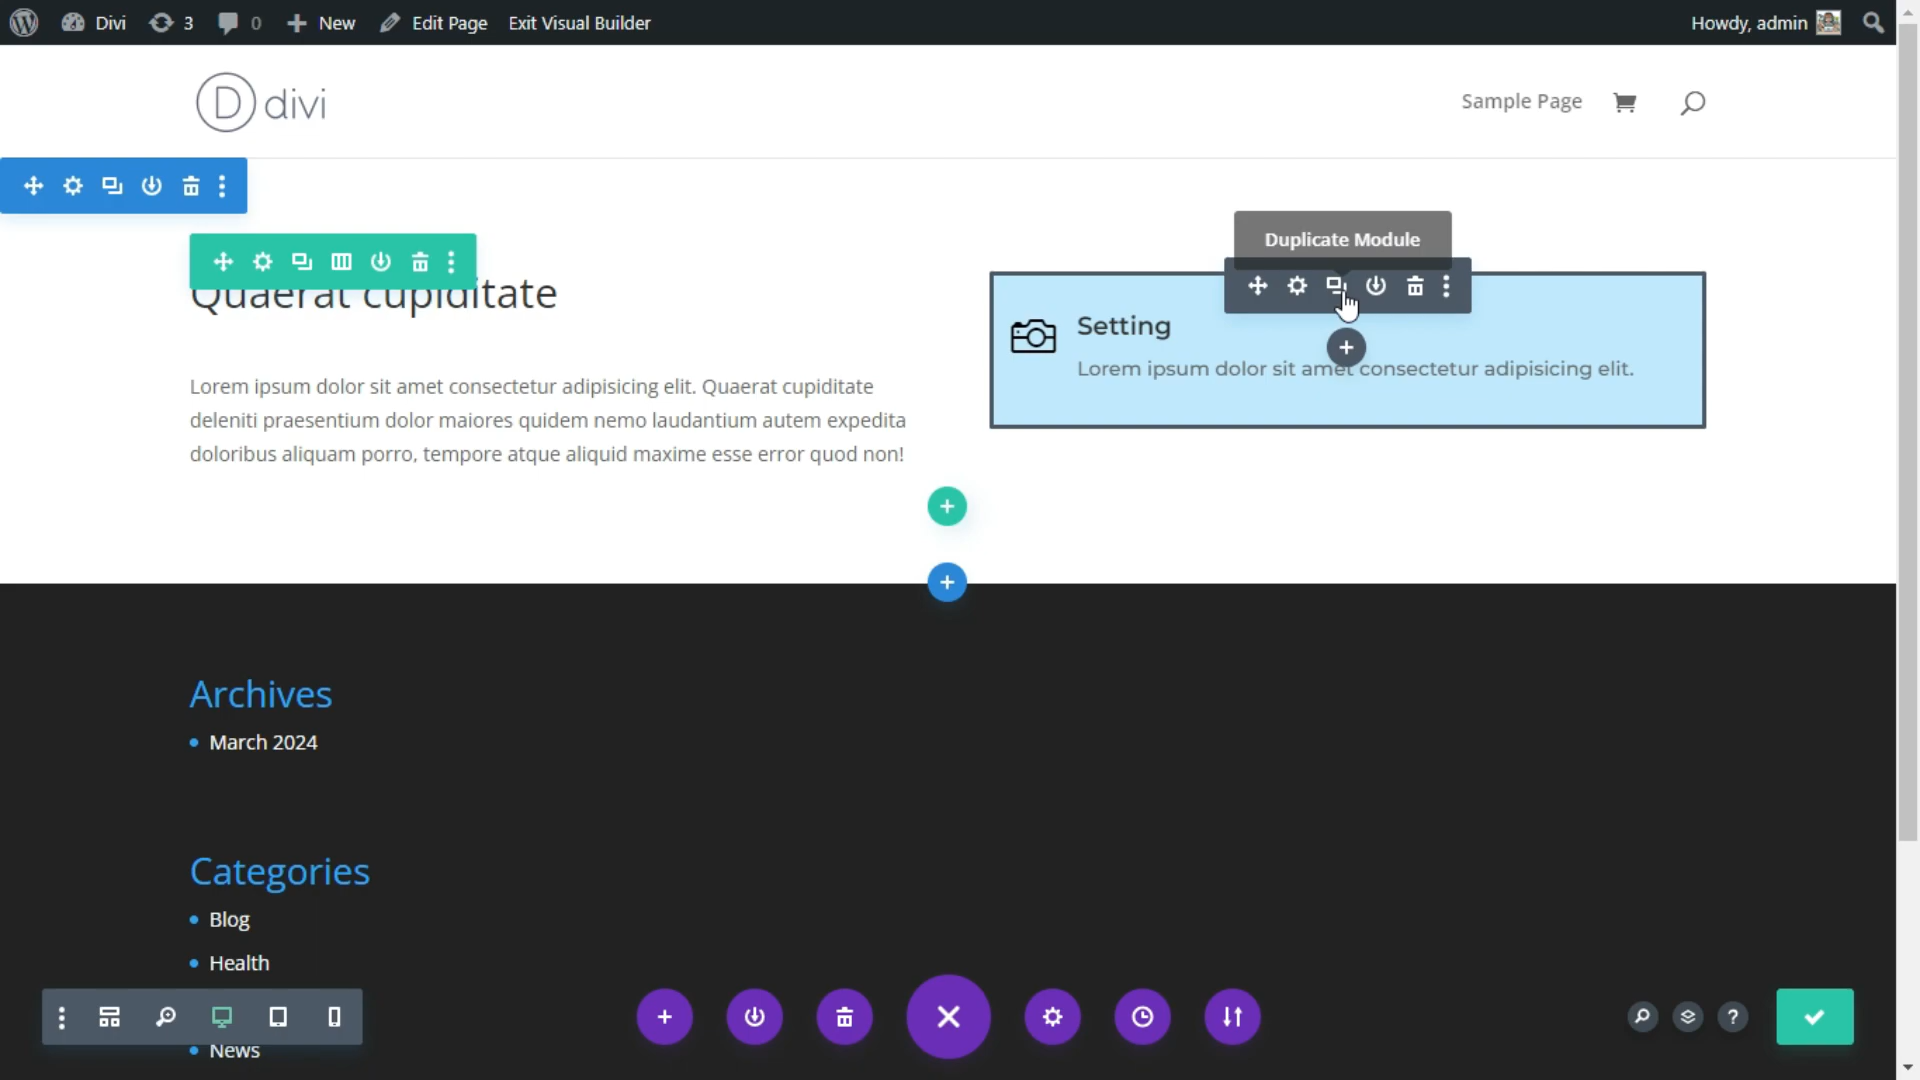 Divi 3 0 New Edit Page Exit Visual Builder Howdy, admin
D divi
Sample Page
Duplicate Module
Quaerat cupiditate
Setting
Lorem ipsum dolor sit amet consectetur adipisicing elit.
Lorem ipsum dolor sit amet consectetur adipisicing elit. Quaerat cupiditate
deleniti praesentium dolor maiores quidem nemo laudantium autem expedita
doloribus aliquam porro, tempore atque aliquid maxime esse error quod non!
Archives
March 2024
Categories
Blog
Health
News